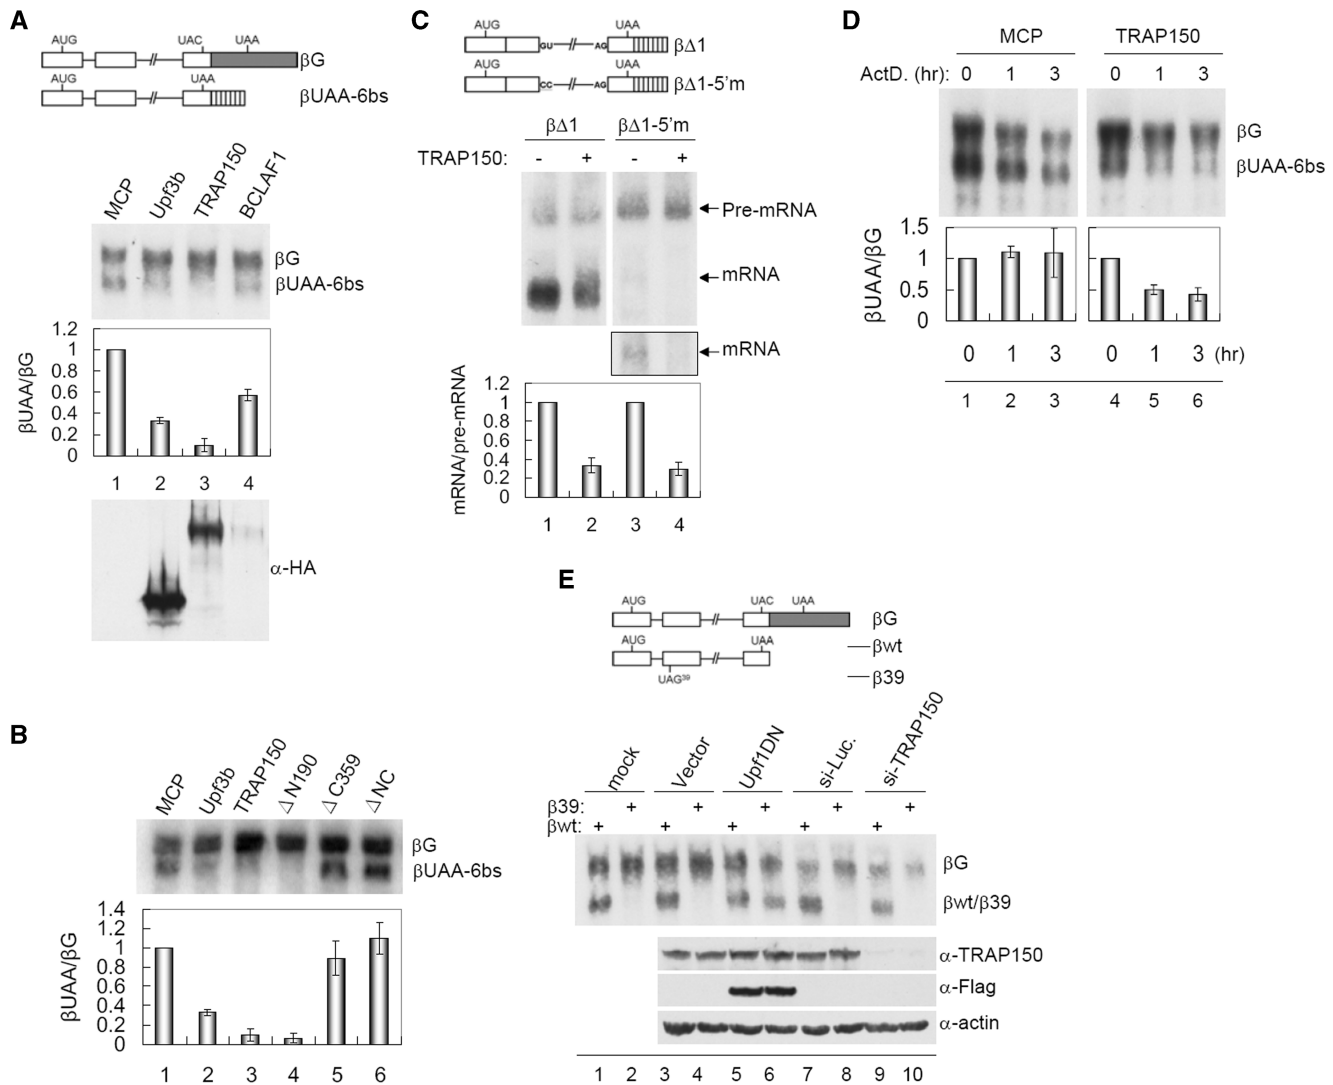 A
AUG UAC UAA
βG
AUG UAA
βUAA-6bs
MCP Upf3b TRAP150 BCLAF1
βG
βUAA-6bs
βUAA/βG
1.2
1
0.8
0.6
0.4
0.2
0
1 2 3 4
α-HA
B
MCP Upf3b TRAP150 ΔN190 ΔC359 ΔNC
βG
βUAA-6bs
βUAA/βG
1.4
1.2
1
0.8
0.6
0.4
0.2
0
1 2 3 4 5 6
C
AUG UAA
GU AG
βΔ1
AUG UAA
CC AG
βΔ1-5’m
βΔ1 βΔ1-5’m
TRAP150: - + - +
Pre-mRNA
mRNA
mRNA
mRNA/pre-mRNA
1.2
1
0.8
0.6
0.4
0.2
0
1 2 3 4
D
MCP TRAP150
ActD. (hr): 0 1 3 0 1 3
βG
βUAA-6bs
βUAA/βG
1.5
1
0.5
0
0 1 3 0 1 3 (hr)
1 2 3 4 5 6
E
AUG UAC UAA
βG
AUG UAA
βwt
UAG39
β39
mock Vector Upf1DN si-Luc. si-TRAP150
β39: + + + + +
βwt: + + + + +
βG
βwt/β39
α-TRAP150
α-Flag
α-actin
1 2 3 4 5 6 7 8 9 10